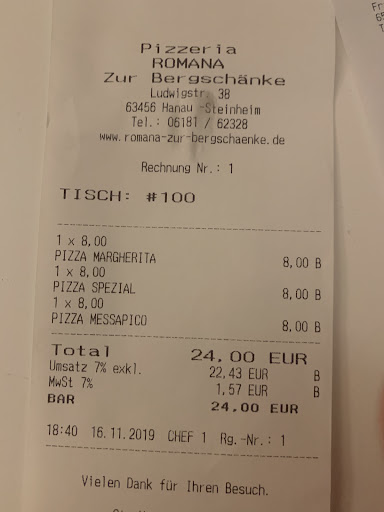 Pizzeria
ROMANA
Zur Bergschänke
Ludwigstr. 38
63456 Hanau -Steinheim
Tel.: 06181 / 62328
www.romana-zur-bergschaenke.de
Rechnung Nr.: 1
TISCH: #100
1 x 8,00
PIZZA MARGHERITA 8,00 B
1 x 8,00
PIZZA SPEZIAL 8,00 B
1 x 8,00
PIZZA MESSAPICO 8,00 B
Total 24,00 EUR
Umsatz 7% exkl. 22,43 EUR B
MwSt 7% 1,57 EUR B
BAR 24,00 EUR
18:40 16.11.2019 CHEF 1 Rg.-Nr.: 1
Vielen Dank für Ihren Besuch.
Fr